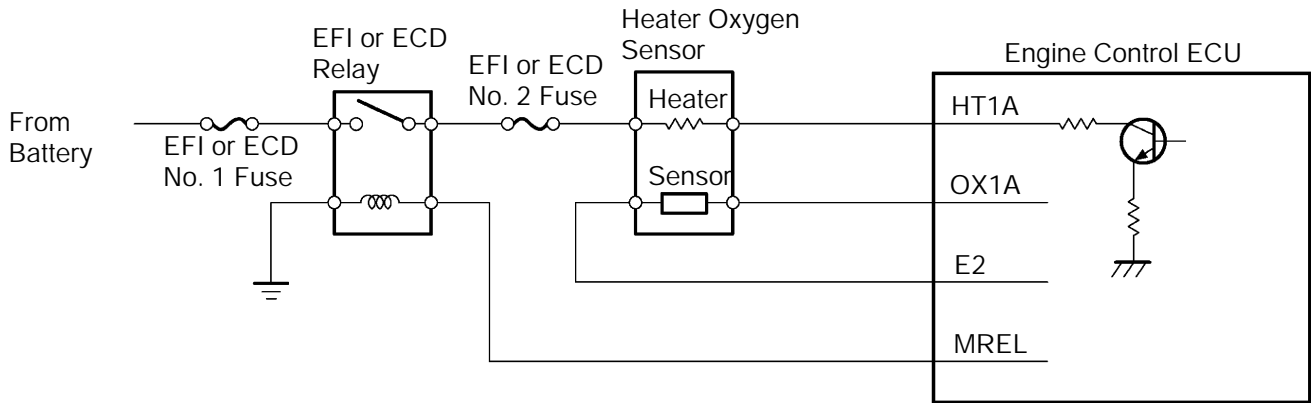 Heater Oxygen
Sensor
EFI or ECD
Relay
EFI or ECD
No. 2 Fuse
Engine Control ECU
From
Battery
EFI or ECD
No. 1 Fuse
Heater
Sensor
HT1A
OX1A
E2
MREL